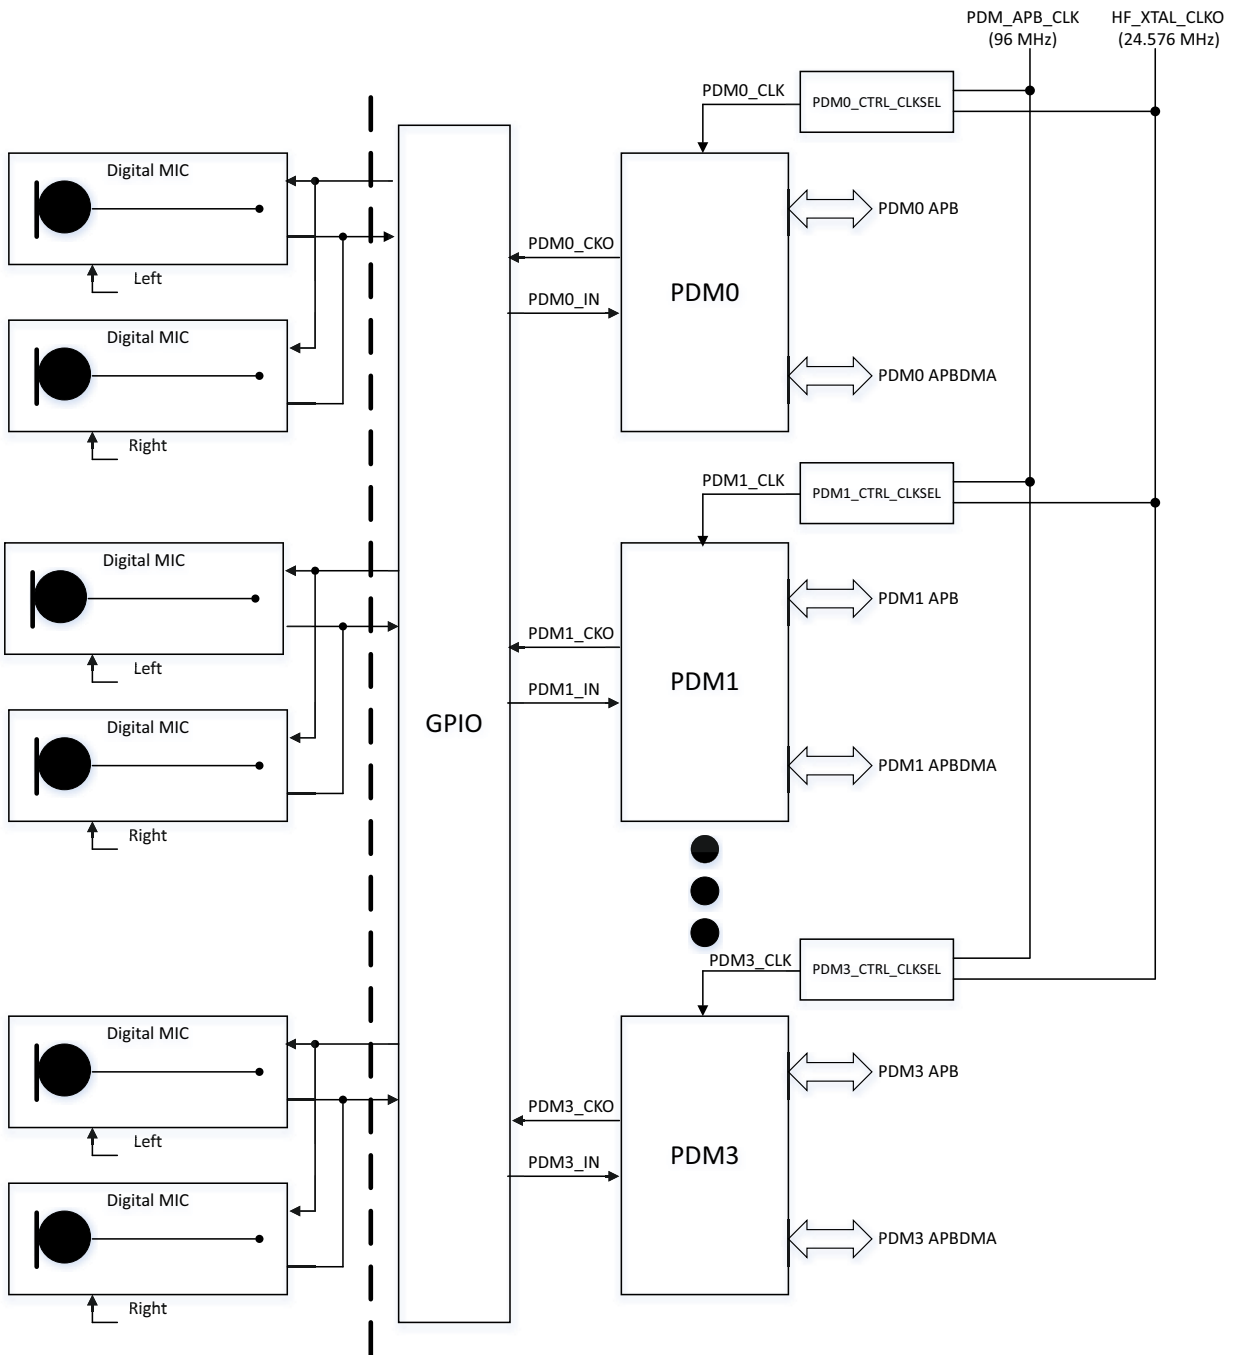 PDM_APB_CLK
(96 MHz)
HF_XTAL_CLKO
(24.576 MHz)
PDM0_CLK
PDM0_CTRL_CLKSEL
Digital MIC
Left
Digital MIC
Right
PDM0_CKO
PDM0_IN
PDM0
PDM0 APB
PDM0 APBDMA
PDM1_CLK
PDM1_CTRL_CLKSEL
Digital MIC
Left
Digital MIC
Right
GPIO
PDM1_CKO
PDM1_IN
PDM1
PDM1 APB
PDM1 APBDMA
PDM3_CLK
PDM3_CTRL_CLKSEL
Digital MIC
Left
Digital MIC
Right
PDM3_CKO
PDM3_IN
PDM3
PDM3 APB
PDM3 APBDMA